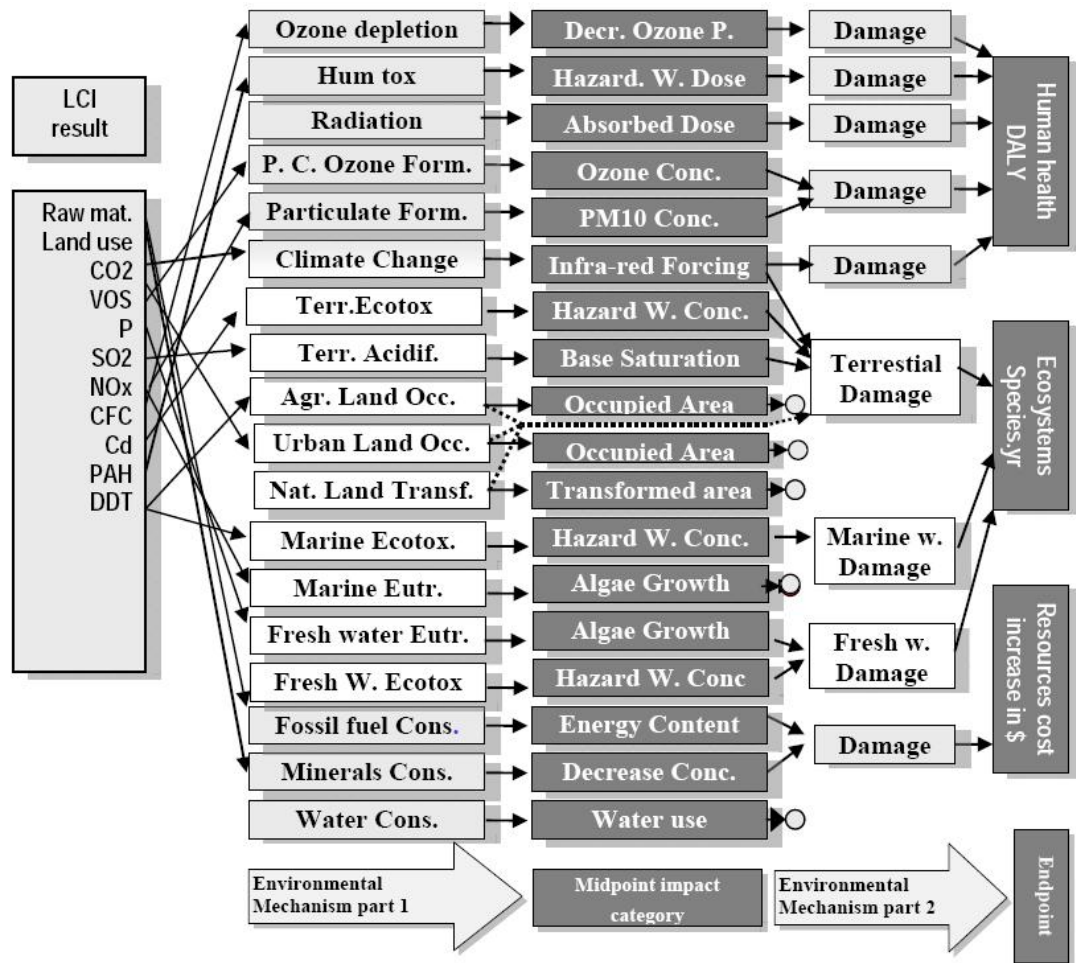 LCI
result
Raw mat.
Land use
CO2
VOS
P
SO2
NOx
CFC
Cd
PAH
DDT
Ozone depletion
Hum tox
Radiation
P. C. Ozone Form.
Particulate Form.
Climate Change
Terr.Ecotox
Terr. Acidif.
Agr. Land Occ.
Urban Land Occ.
Nat. Land Transf.
Marine Ecotox.
Marine Eutr.
Fresh water Eutr.
Fresh W. Ecotox
Fossil fuel Cons.
Minerals Cons.
Water Cons.
Decr. Ozone P.
Hazard. W. Dose
Absorbed Dose
Ozone Conc.
PM10 Conc.
Infra-red Forcing
Hazard W. Conc.
Base Saturation
Occupied Area
Occupied Area
Transformed area
Hazard W. Conc.
Algae Growth
Algae Growth
Hazard W. Conc
Energy Content
Decrease Conc.
Water use
Damage
Damage
Damage
Damage
Damage
Terrestial
Damage
Marine w.
Damage
Fresh w.
Damage
Damage
Human health
DALY
Ecosystems
Species.yr
Resources cost
increase in $
Environmental
Mechanism part 1
Midpoint impact
category
Environmental
Mechanism part 2
Endpoint